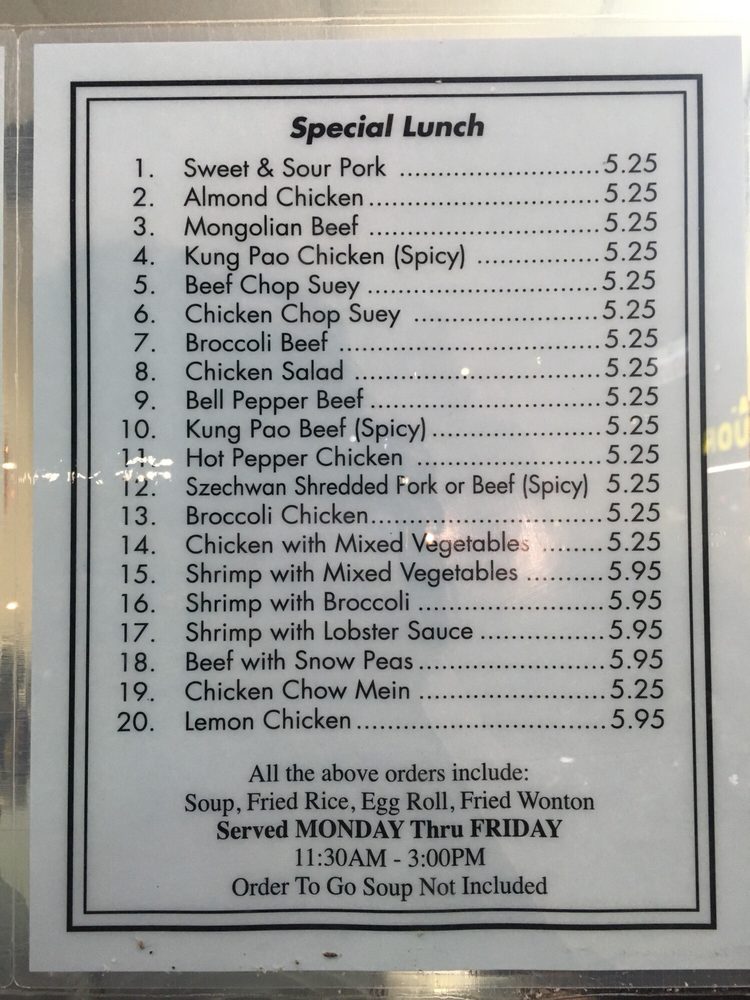 Special Lunch
1. Sweet & Sour Pork ........................5.25
2. Almond Chicken............................5.25
3. Mongolian Beef ............................5.25
4. Kung Pao Chicken (Spicy) ...............5.25
5. Beef Chop Suey ............................5.25
6. Chicken Chop Suey .......................5.25
7. Broccoli Beef ................................5.25
8. Chicken Salad ..............................5.25
9. Bell Pepper Beef............................5.25
10. Kung Pao Beef (Spicy).....................5.25
11. Hot Pepper Chicken .......................5.25
12. Szechwan Shredded Pork or Beef (Spicy) 5.25
13. Broccoli Chicken............................5.25
14. Chicken with Mixed Vegetables ........5.25
15. Shrimp with Mixed Vegetables ..........5.95
16. Shrimp with Broccoli .......................5.95
17. Shrimp with Lobster Sauce ...............5.95
18. Beef with Snow Peas.......................5.95
19. Chicken Chow Mein .......................5.25
20. Lemon Chicken..............................5.95
All the above orders include:
Soup, Fried Rice, Egg Roll, Fried Wonton
Served MONDAY Thru FRIDAY
11:30AM - 3:00PM
Order To Go Soup Not Included